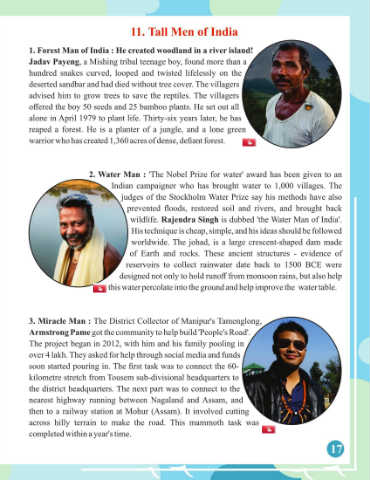 11. Tall Men of India
1. Forest Man of India : He created woodland in a river island!
Jadav Payeng, a Mishing tribal teenage boy, found more than a
hundred snakes curved, looped and twisted lifelessly on the
deserted sandbar and had died without tree cover. The villagers
advised him to grow trees to save the reptiles. The villagers
offered the boy 50 seeds and 25 bamboo plants. He set out all
alone in April 1979 to plant life. Thirty-six years later, he has
reaped a forest. He is a planter of a jungle, and a lone green
warrior who has created 1,360 acres of dense, defiant forest.
2. Water Man : 'The Nobel Prize for water' award has been given to an
Indian campaigner who has brought water to 1,000 villages. The
judges of the Stockholm Water Prize say his methods have also
prevented floods, restored soil and rivers, and brought back
wildlife. Rajendra Singh is dubbed 'the Water Man of India'.
His technique is cheap, simple, and his ideas should be followed
worldwide. The johad, is a large crescent-shaped dam made
of Earth and rocks. These ancient structures - evidence of
reservoirs to collect rainwater date back to 1500 BCE were
designed not only to hold runoff from monsoon rains, but also help
this water percolate into the ground and help improve the water table.
3. Miracle Man : The District Collector of Manipur's Tamenglong,
Armstrong Pame got the community to help build 'People's Road'.
The project began in 2012, with him and his family pooling in
over 4 lakh. They asked for help through social media and funds
soon started pouring in. The first task was to connect the 60-
kilometre stretch from Tousem sub-divisional headquarters to
the district headquarters. The next part was to connect to the
nearest highway running between Nagaland and Assam, and
then to a railway station at Mohur (Assam). It involved cutting
across hilly terrain to make the road. This mammoth task was
completed within a year's time.
17